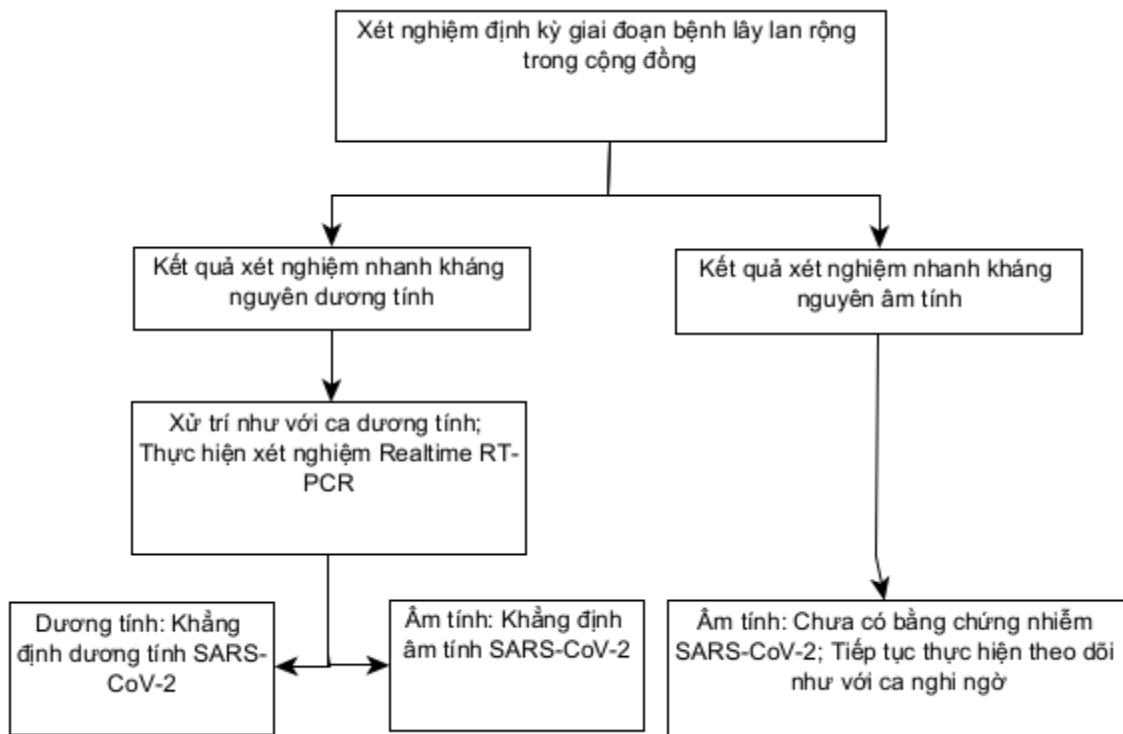 Xét nghiệm định kỳ giai đoạn bệnh lây lan rộng
trong cộng đồng
Kết quả xét nghiệm nhanh kháng
nguyên dương tính
Kết quả xét nghiệm nhanh kháng
nguyên âm tính
Xử trí như với ca dương tính;
Thực hiện xét nghiệm Realtime RT-
PCR
Dương tính: Khẳng
định dương tính SARS-
CoV-2
Âm tính: Khẳng định
âm tính SARS-CoV-2
Âm tính: Chưa có bằng chứng nhiễm
SARS-CoV-2; Tiếp tục thực hiện theo dõi
như với ca nghi ngờ